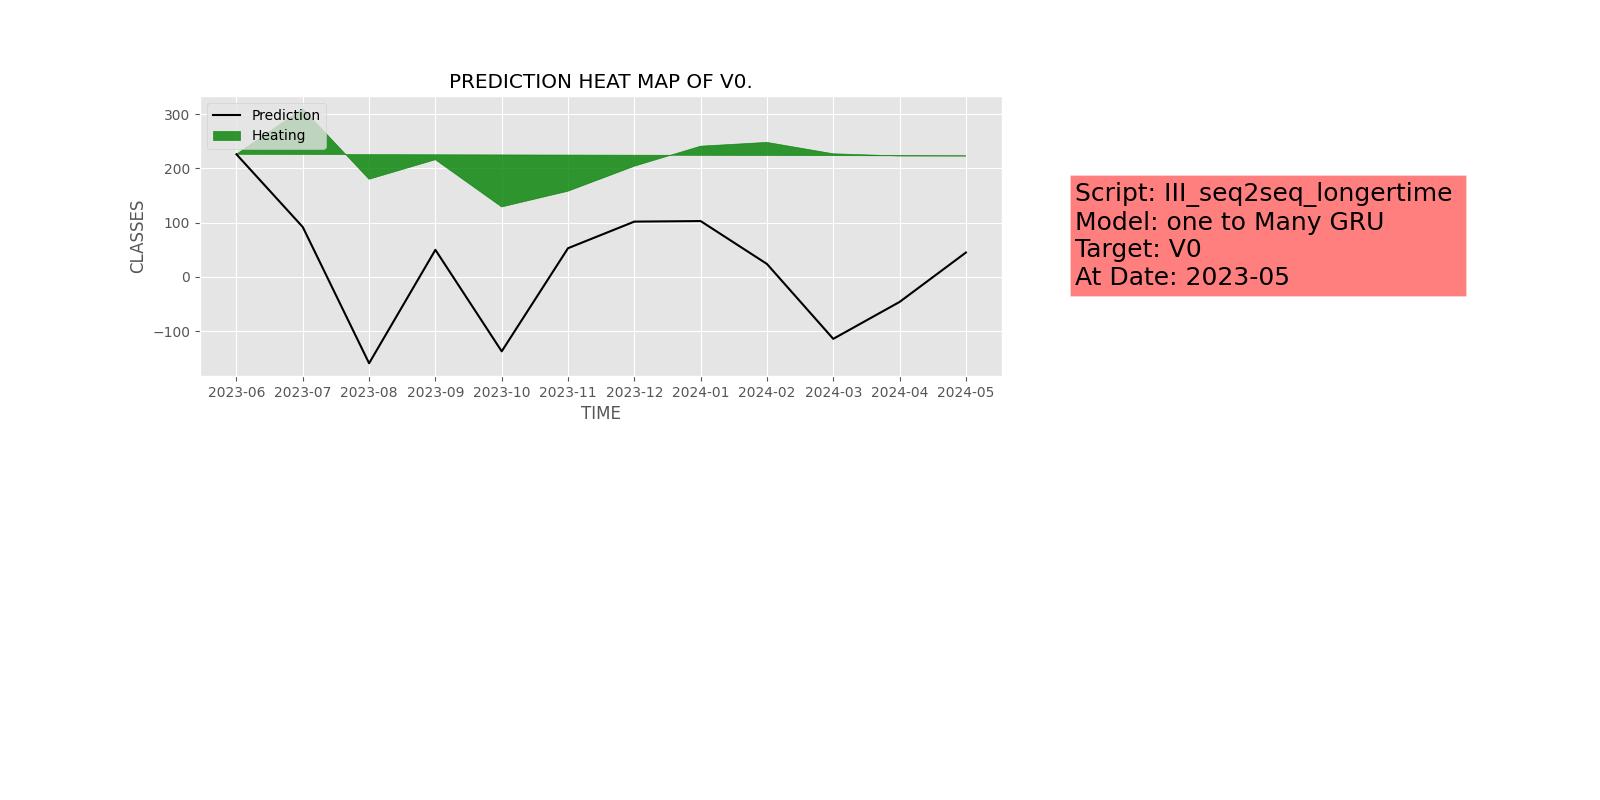 PREDICTION HEAT MAP OF V0.
Prediction
Heating
300
200
100
0
−100
CLASSES
2023-06 2023-07 2023-08 2023-09 2023-10 2023-11 2023-12 2024-01 2024-02 2024-03 2024-04 2024-05
TIME
Script: III_seq2seq_longertime
Model: one to Many GRU
Target: V0
At Date: 2023-05